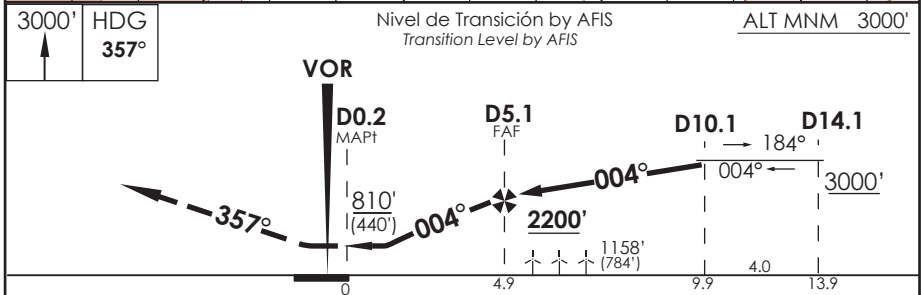 3000' HDG
357°
Nivel de Transición by AFIS
Transition Level by AFIS
ALT MNM 3000'
VOR
D0.2
MAPt
D5.1
FAF
D10.1
D14.1
184°
004°
004°
3000'
810'
(440')
004°
2200'
357°
1158'
(784')
0
4.9
9.9
4.0
13.9